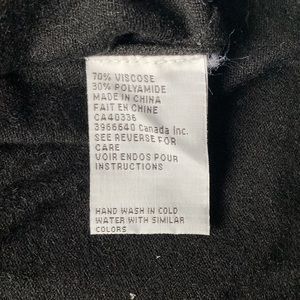 70% VISCOSE
30% POLYAMIDE
MADE IN CHINA
FAIT EN CHINE
CA40336
3966640 Canada Inc.
SEE REVERSE FOR
CARE
VOIR ENDOS POUR
INSTRUCTIONS
HAND WASH IN COLD
WATER WITH SIMILAR
COLORS